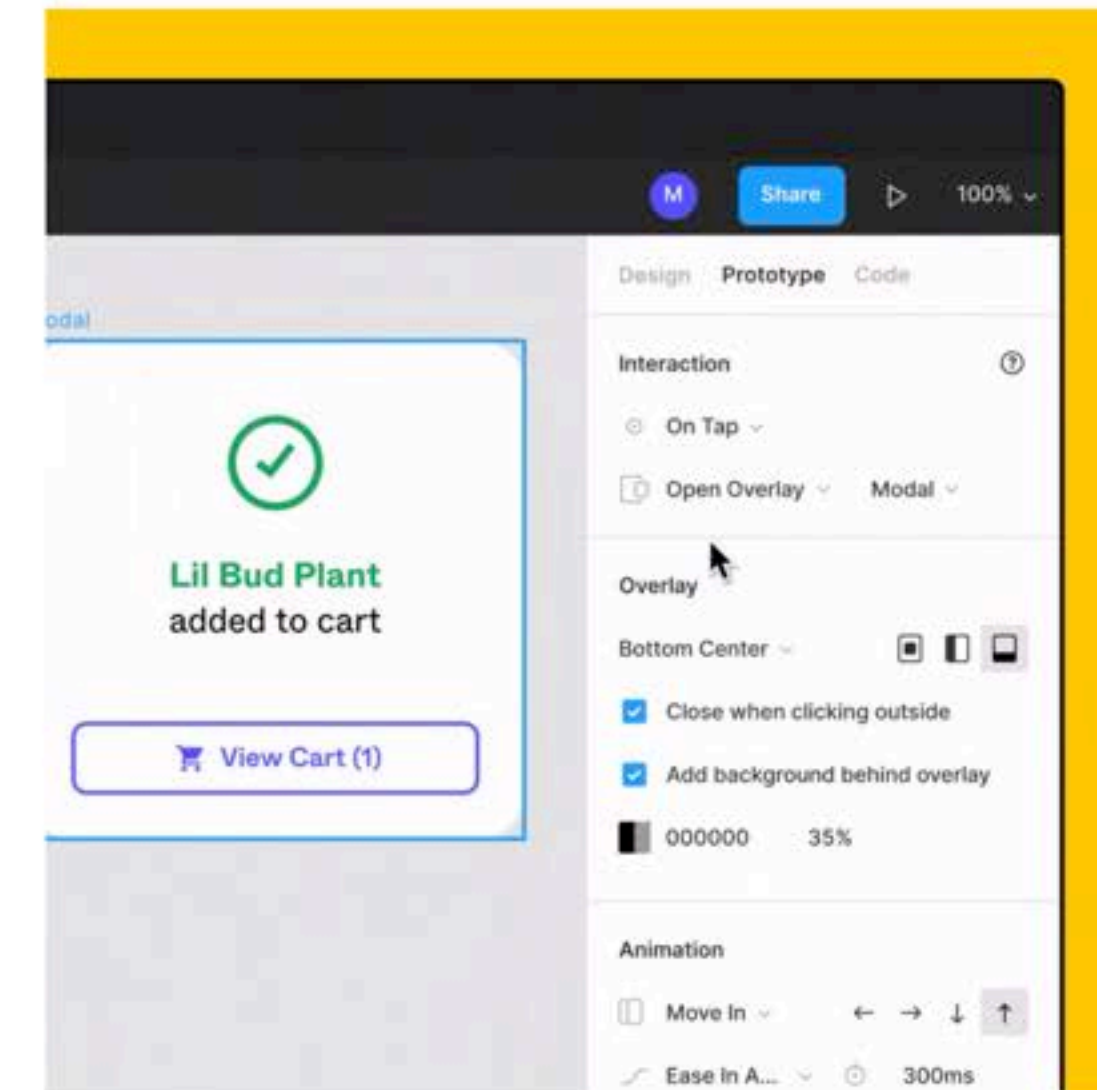 M Share 100%
Design Prototype Code
odal
Interaction
On Tap
Open Overlay Modal
Lil Bud Plant
added to cart
View Cart (1)
Overlay
Bottom Center
Close when clicking outside
Add background behind overlay
000000 35%
Animation
Move In
Ease In A... 300ms